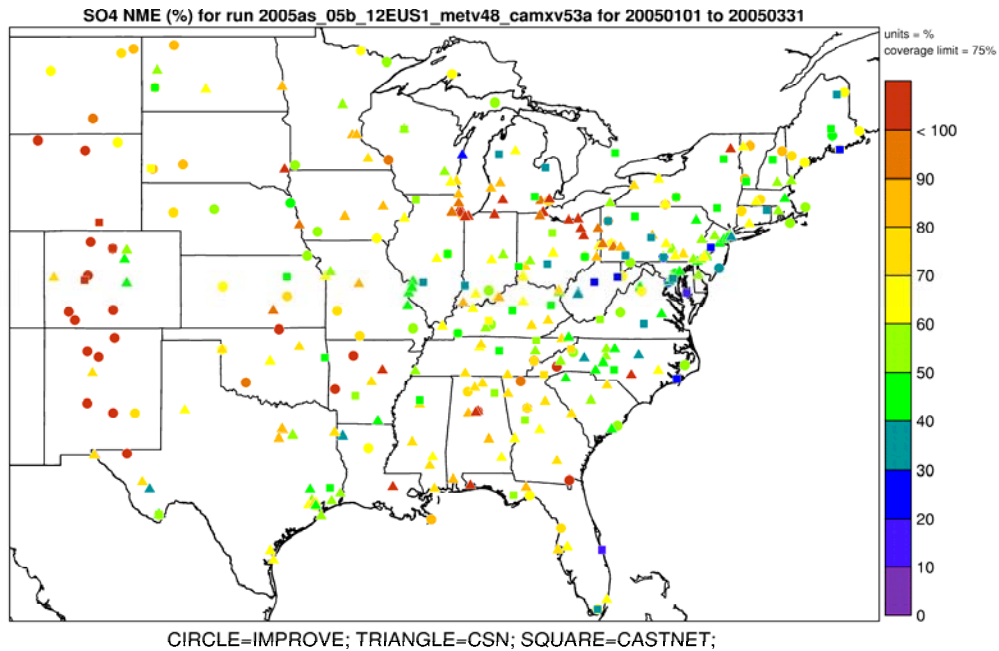 SO4 NME (%) for run 2005as_05b_12EUS1_metv48_camxv53a for 20050101 to 20050331
units = %
coverage limit = 75%
< 100
90
80
70
60
50
40
30
20
10
0
CIRCLE=IMPROVE; TRIANGLE=CSN; SQUARE=CASTNET;